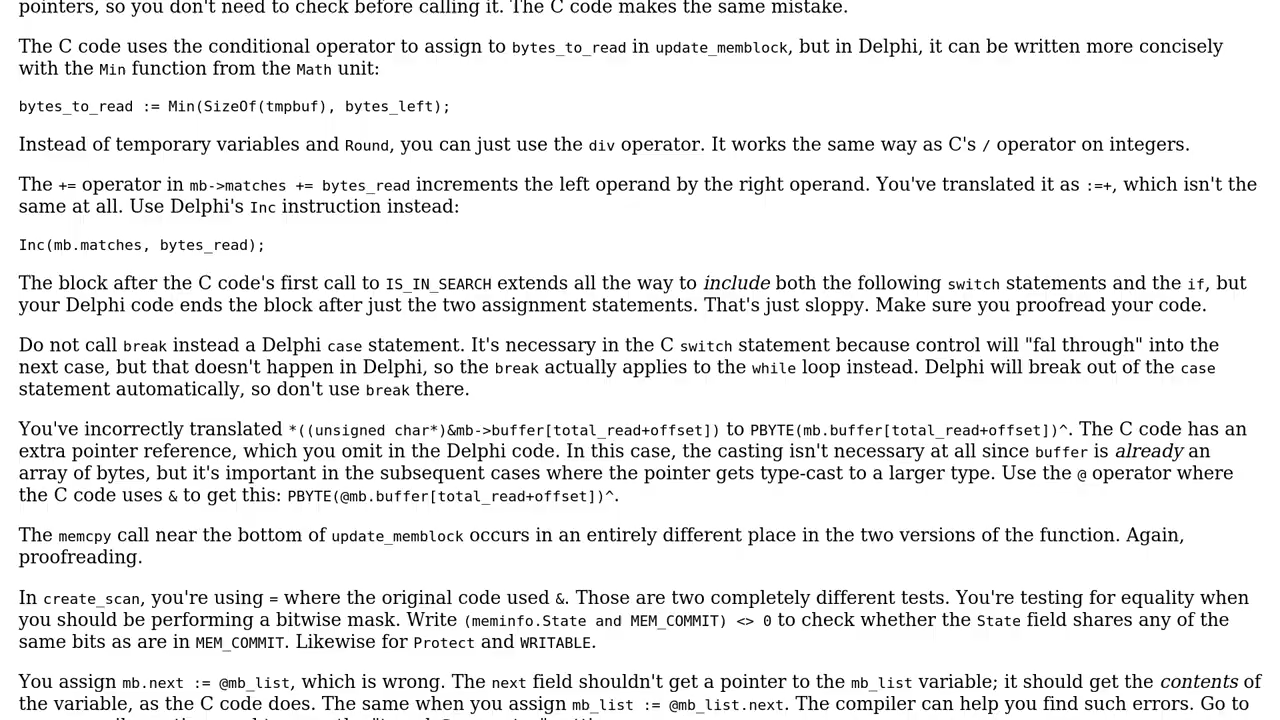 pointers, so you don't need to check before calling it. The C code makes the same mistake.
The C code uses the conditional operator to assign to bytes_to_read in update_memblock, but in Delphi, it can be written more concisely
with the Min function from the Math unit:
bytes_to_read := Min(SizeOf(tmpbuf), bytes_left);
Instead of temporary variables and Round, you can just use the div operator. It works the same way as C's / operator on integers.
The += operator in mb->matches += bytes_read increments the left operand by the right operand. You've translated it as :=+, which isn't the
same at all. Use Delphi's Inc instruction instead:
Inc(mb.matches, bytes_read);
The block after the C code's first call to IS_IN_SEARCH extends all the way to include both the following switch statements and the if, but
your Delphi code ends the block after just the two assignment statements. That's just sloppy. Make sure you proofread your code.
Do not call break instead a Delphi case statement. It's necessary in the C switch statement because control will "fal through" into the
next case, but that doesn't happen in Delphi, so the break actually applies to the while loop instead. Delphi will break out of the case
statement automatically, so don't use break there.
You've incorrectly translated *((unsigned char*)&mb->buffer[total_read+offset]) to PBYTE(mb.buffer[total_read+offset])^. The C code has an
extra pointer reference, which you omit in the Delphi code. In this case, the casting isn't necessary at all since buffer is already an
array of bytes, but it's important in the subsequent cases where the pointer gets type-cast to a larger type. Use the @ operator where
the C code uses & to get this: PBYTE(@mb.buffer[total_read+offset])^.
The memcpy call near the bottom of update_memblock occurs in an entirely different place in the two versions of the function. Again,
proofreading.
In create_scan, you're using = where the original code used &. Those are two completely different tests. You're testing for equality when
you should be performing a bitwise mask. Write (meminfo.State and MEM_COMMIT) <> 0 to check whether the State field shares any of the
same bits as are in MEM_COMMIT. Likewise for Protect and WRITABLE.
You assign mb.next := @mb_list, which is wrong. The next field shouldn't get a pointer to the mb_list variable; it should get the contents of
the variable, as the C code does. The same when you assign mb_list := @mb_list.next. The compiler can help you find such errors. Go to